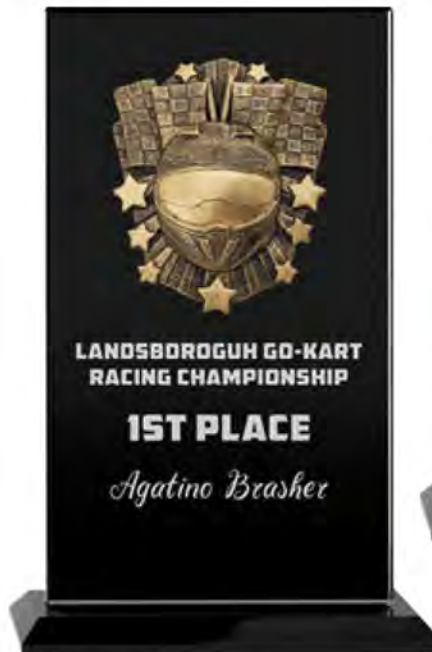 LANDSBOROGUH GO-KART
RACING CHAMPIONSHIP
1ST PLACE
Agatino Brasher